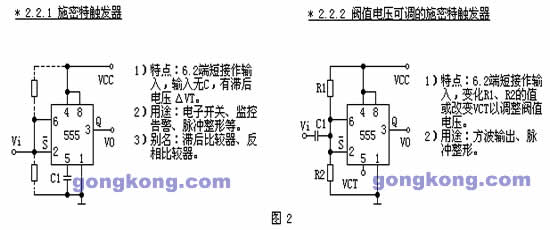 * 2.2.1 施密特触发器
VCC
4 8
6
555
3
Q
Vi
S
2
5 1
VO
C1
1)特点:6.2端短接作输
入,输入无C,有滞后
电压△VT。
2)用途:电子开关、监控
告警、脉冲整形等。
3)别名:滞后比较器、反
相比较器。
* 2.2.2 阀值电压可调的施密特触发器
VCC
R1
4 8
6
555
3
Q
Vi
C1
S
2
5 1
VO
R2
VCT
1)特点:6.2端短接作输
入,变化R1、R2的值
或改变VCT以调整阀值
电压。
2)用途:方波输出、脉
冲整形。
gongkong.com
gongkong.com
图 2